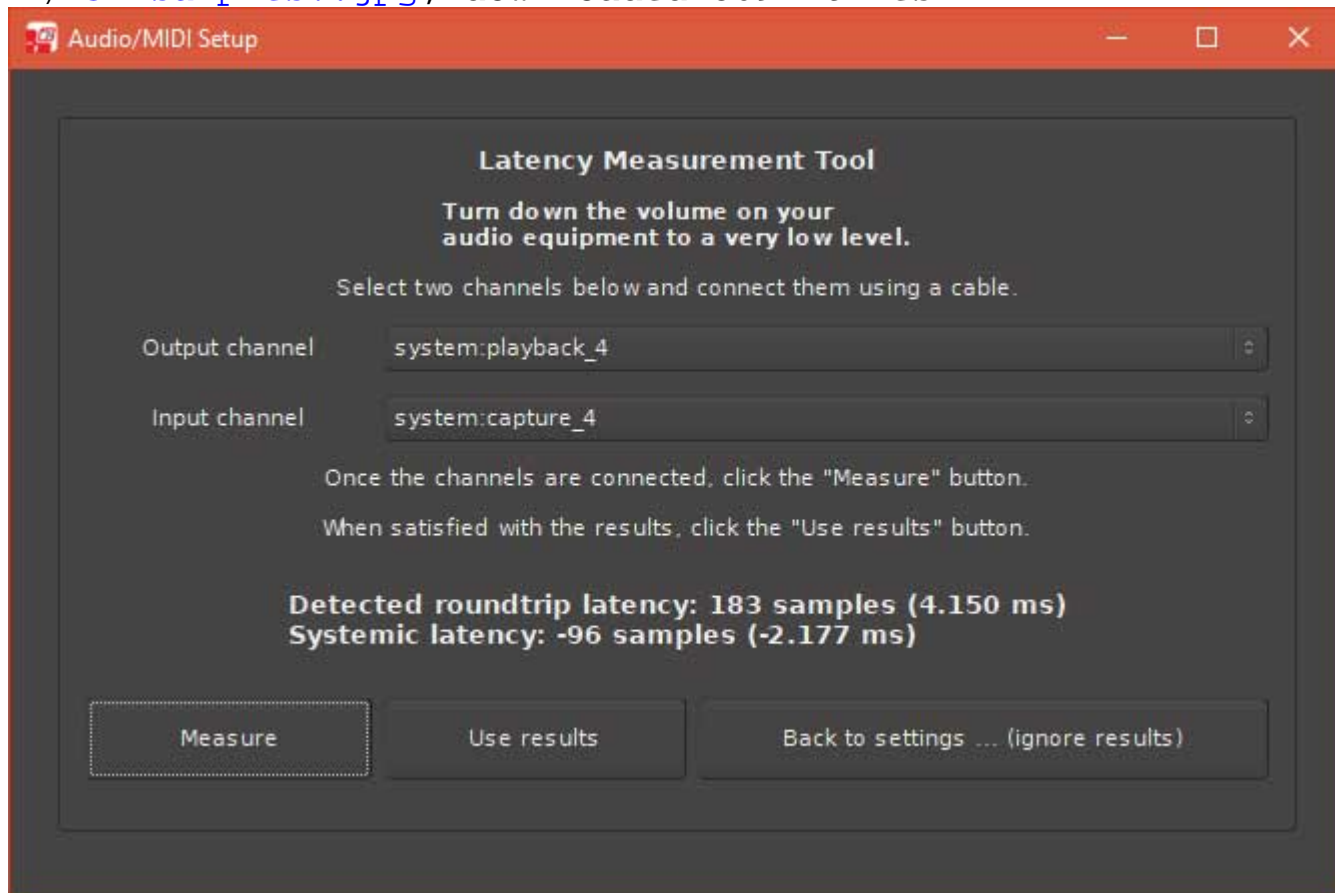 Audio/MIDI Setup
Latency Measurement Tool
Turn down the volume on your
audio equipment to a very low level.
Select two channels below and connect them using a cable.
Output channel system:playback_4
Input channel system:capture_4
Once the channels are connected, click the "Measure" button.
When satisfied with the results, click the "Use results" button.
Detected roundtrip latency: 183 samples (4.150 ms)
Systemic latency: -96 samples (-2.177 ms)
Measure Use results Back to settings ... (ignore results)